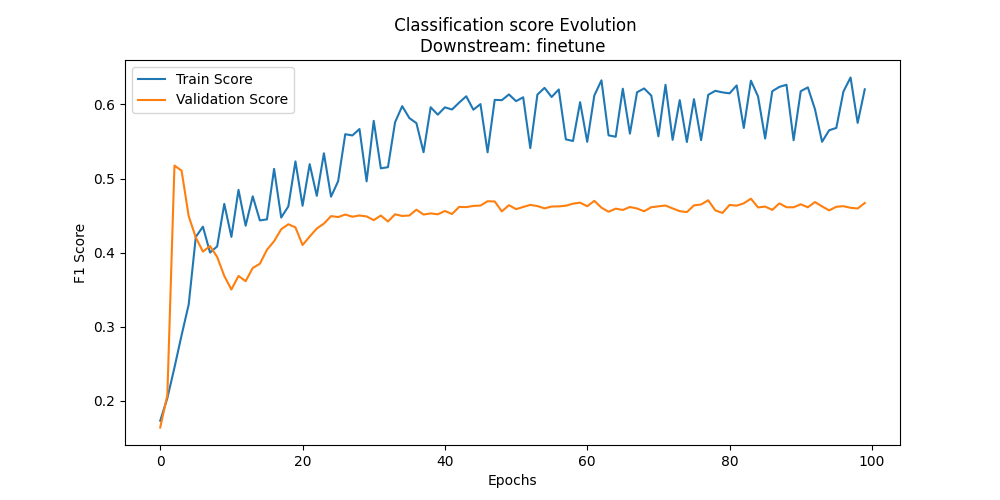 Classification score Evolution
Downstream: finetune
Train Score
Validation Score
F1 Score
0.6
0.5
0.4
0.3
0.2
0
20
40
60
80
100
Epochs